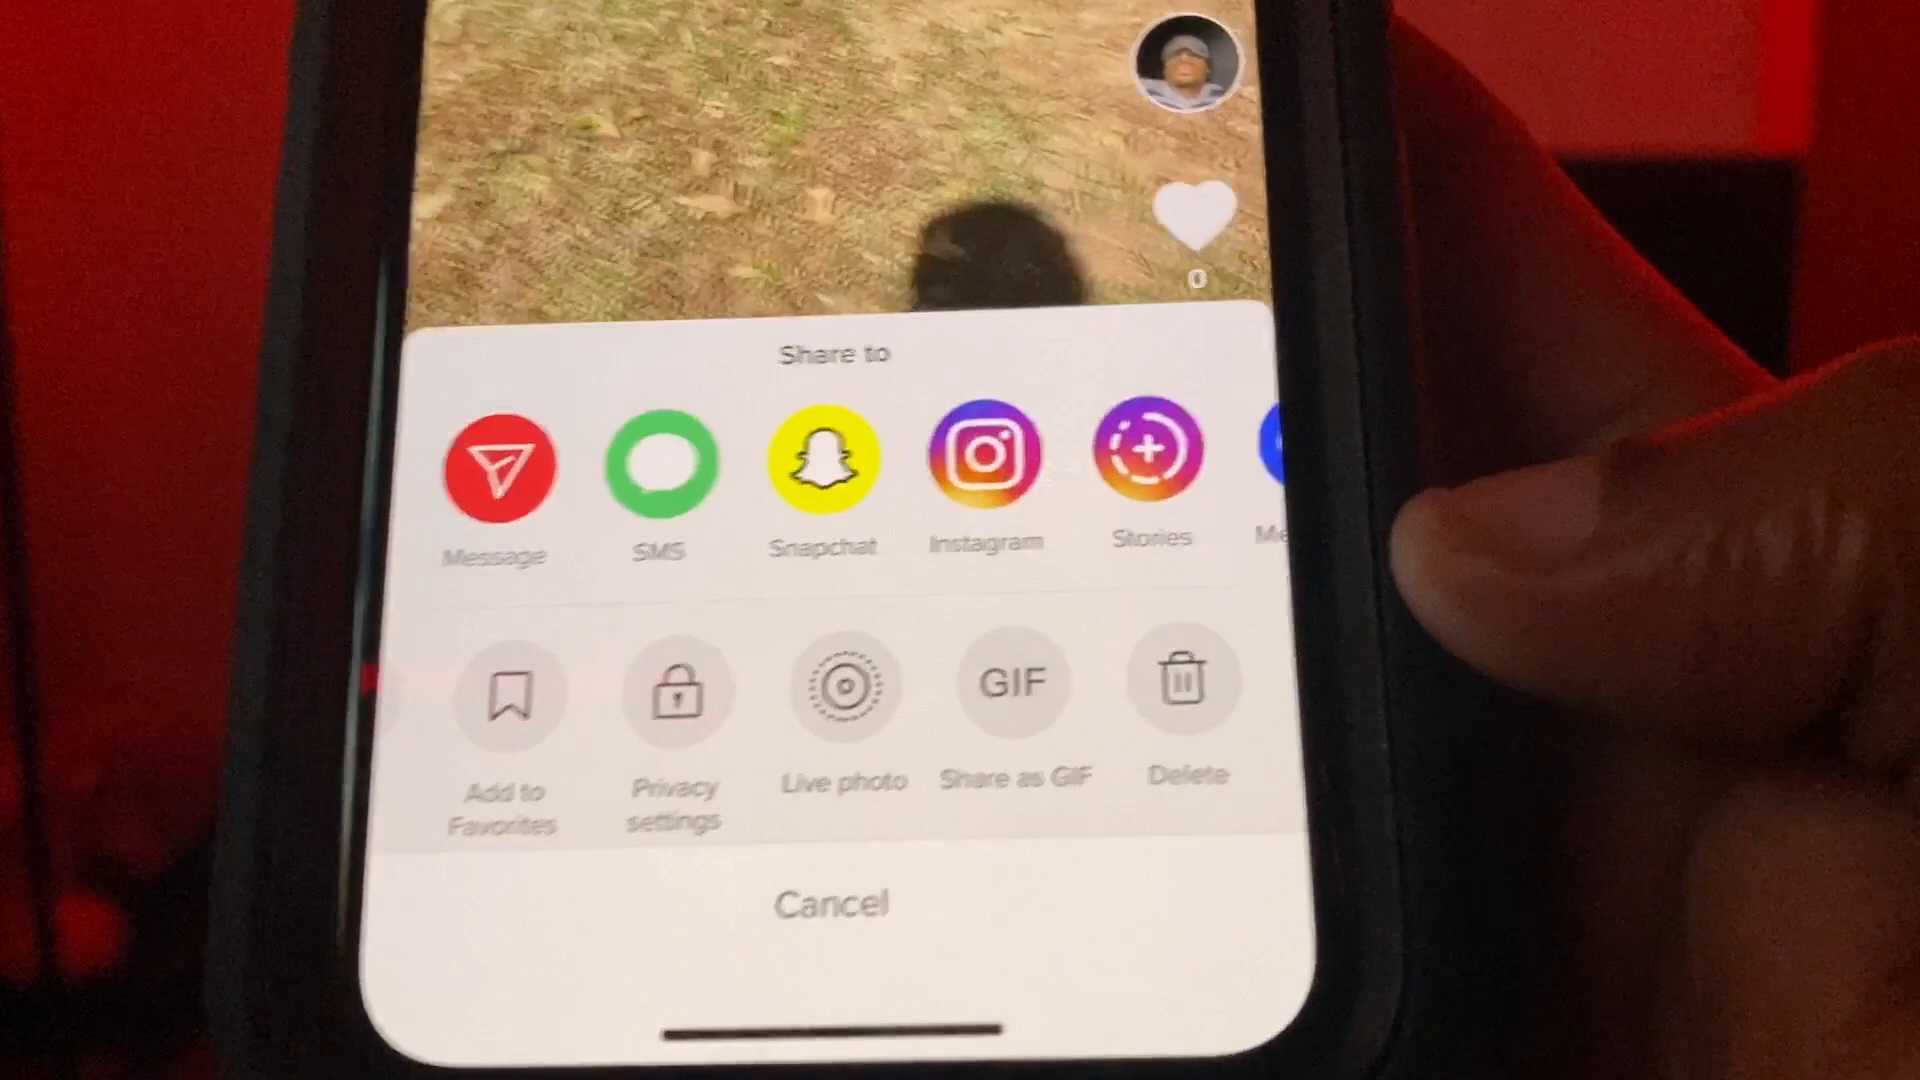 0
Share to
Message
SMS
Snapchat
Instagram
Stories
Me
GIF
Add to
Favorites
Privacy
settings
Live photo
Share as GIF
Delete
Cancel